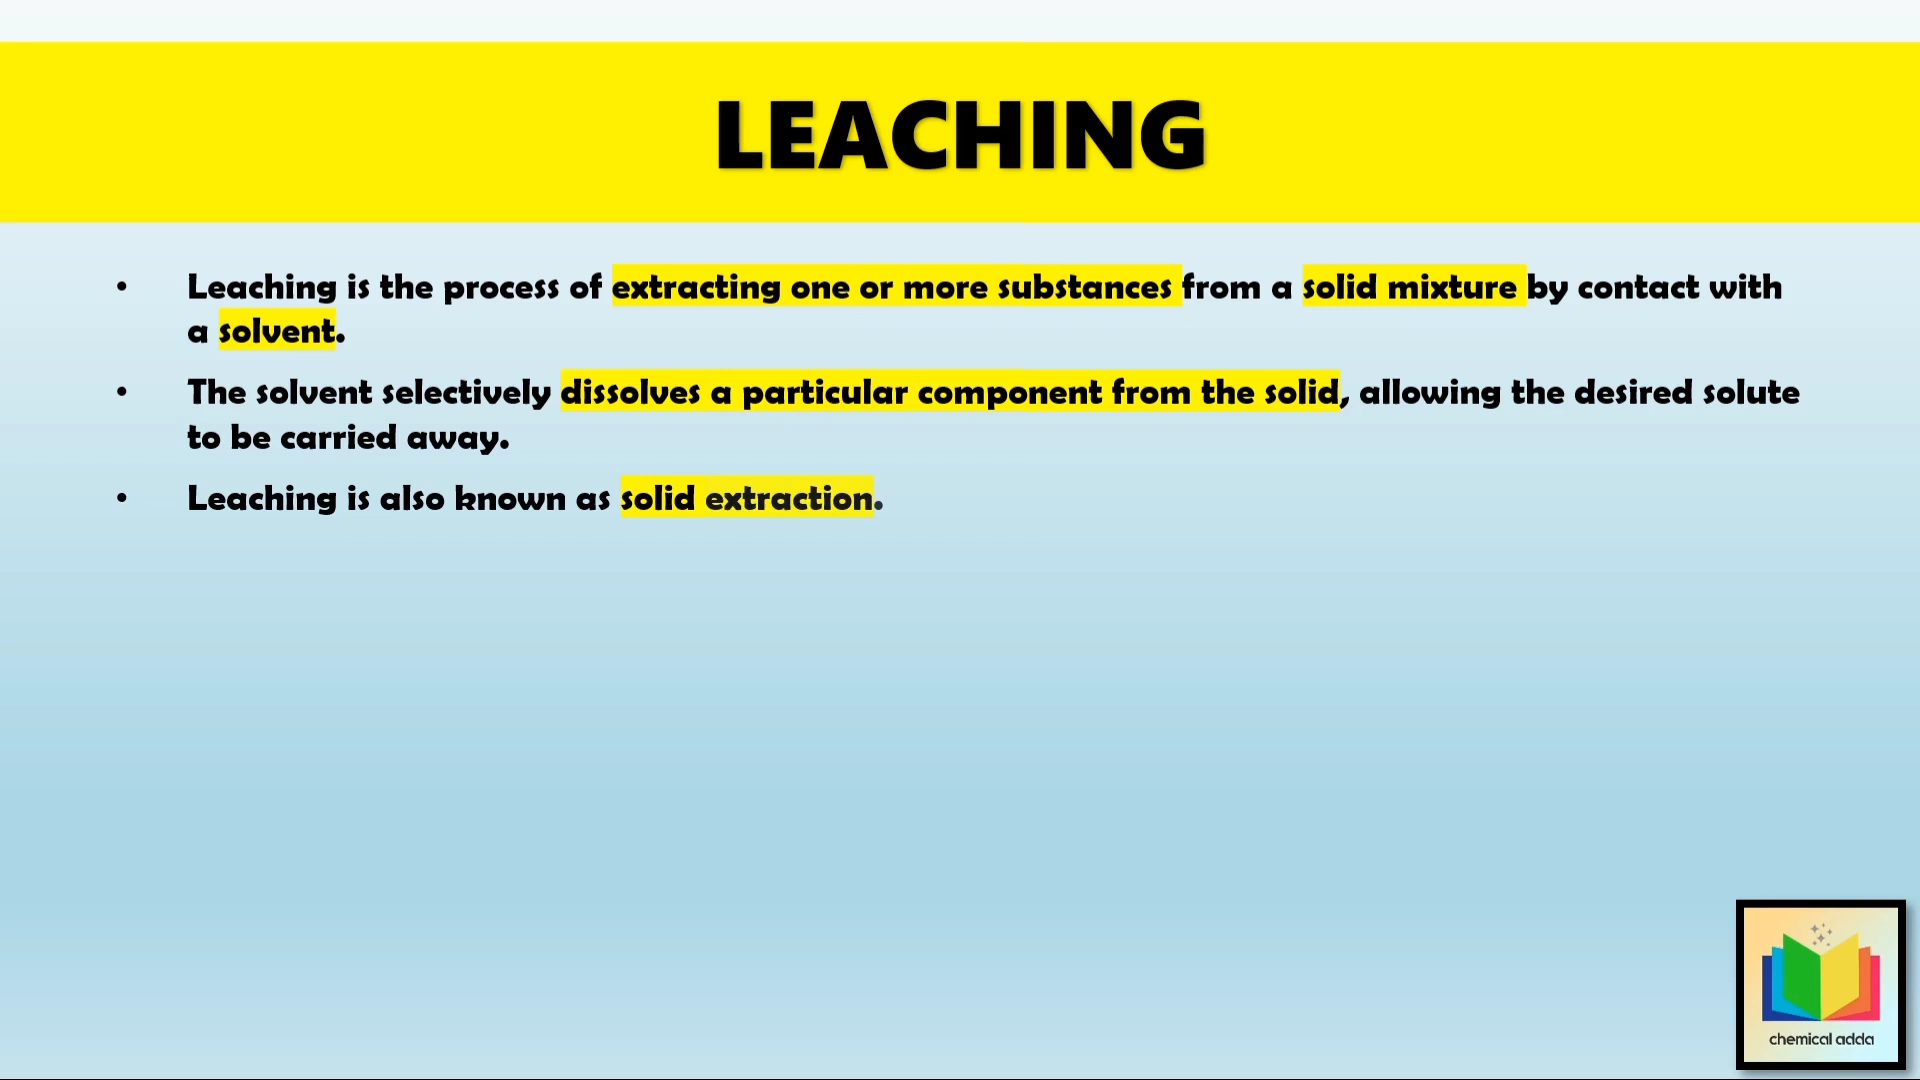 LEACHING
• Leaching is the process of extracting one or more substances from a solid mixture by contact with
a solvent.
• The solvent selectively dissolves a particular component from the solid, allowing the desired solute
to be carried away.
• Leaching is also known as solid extraction.
chemical adda